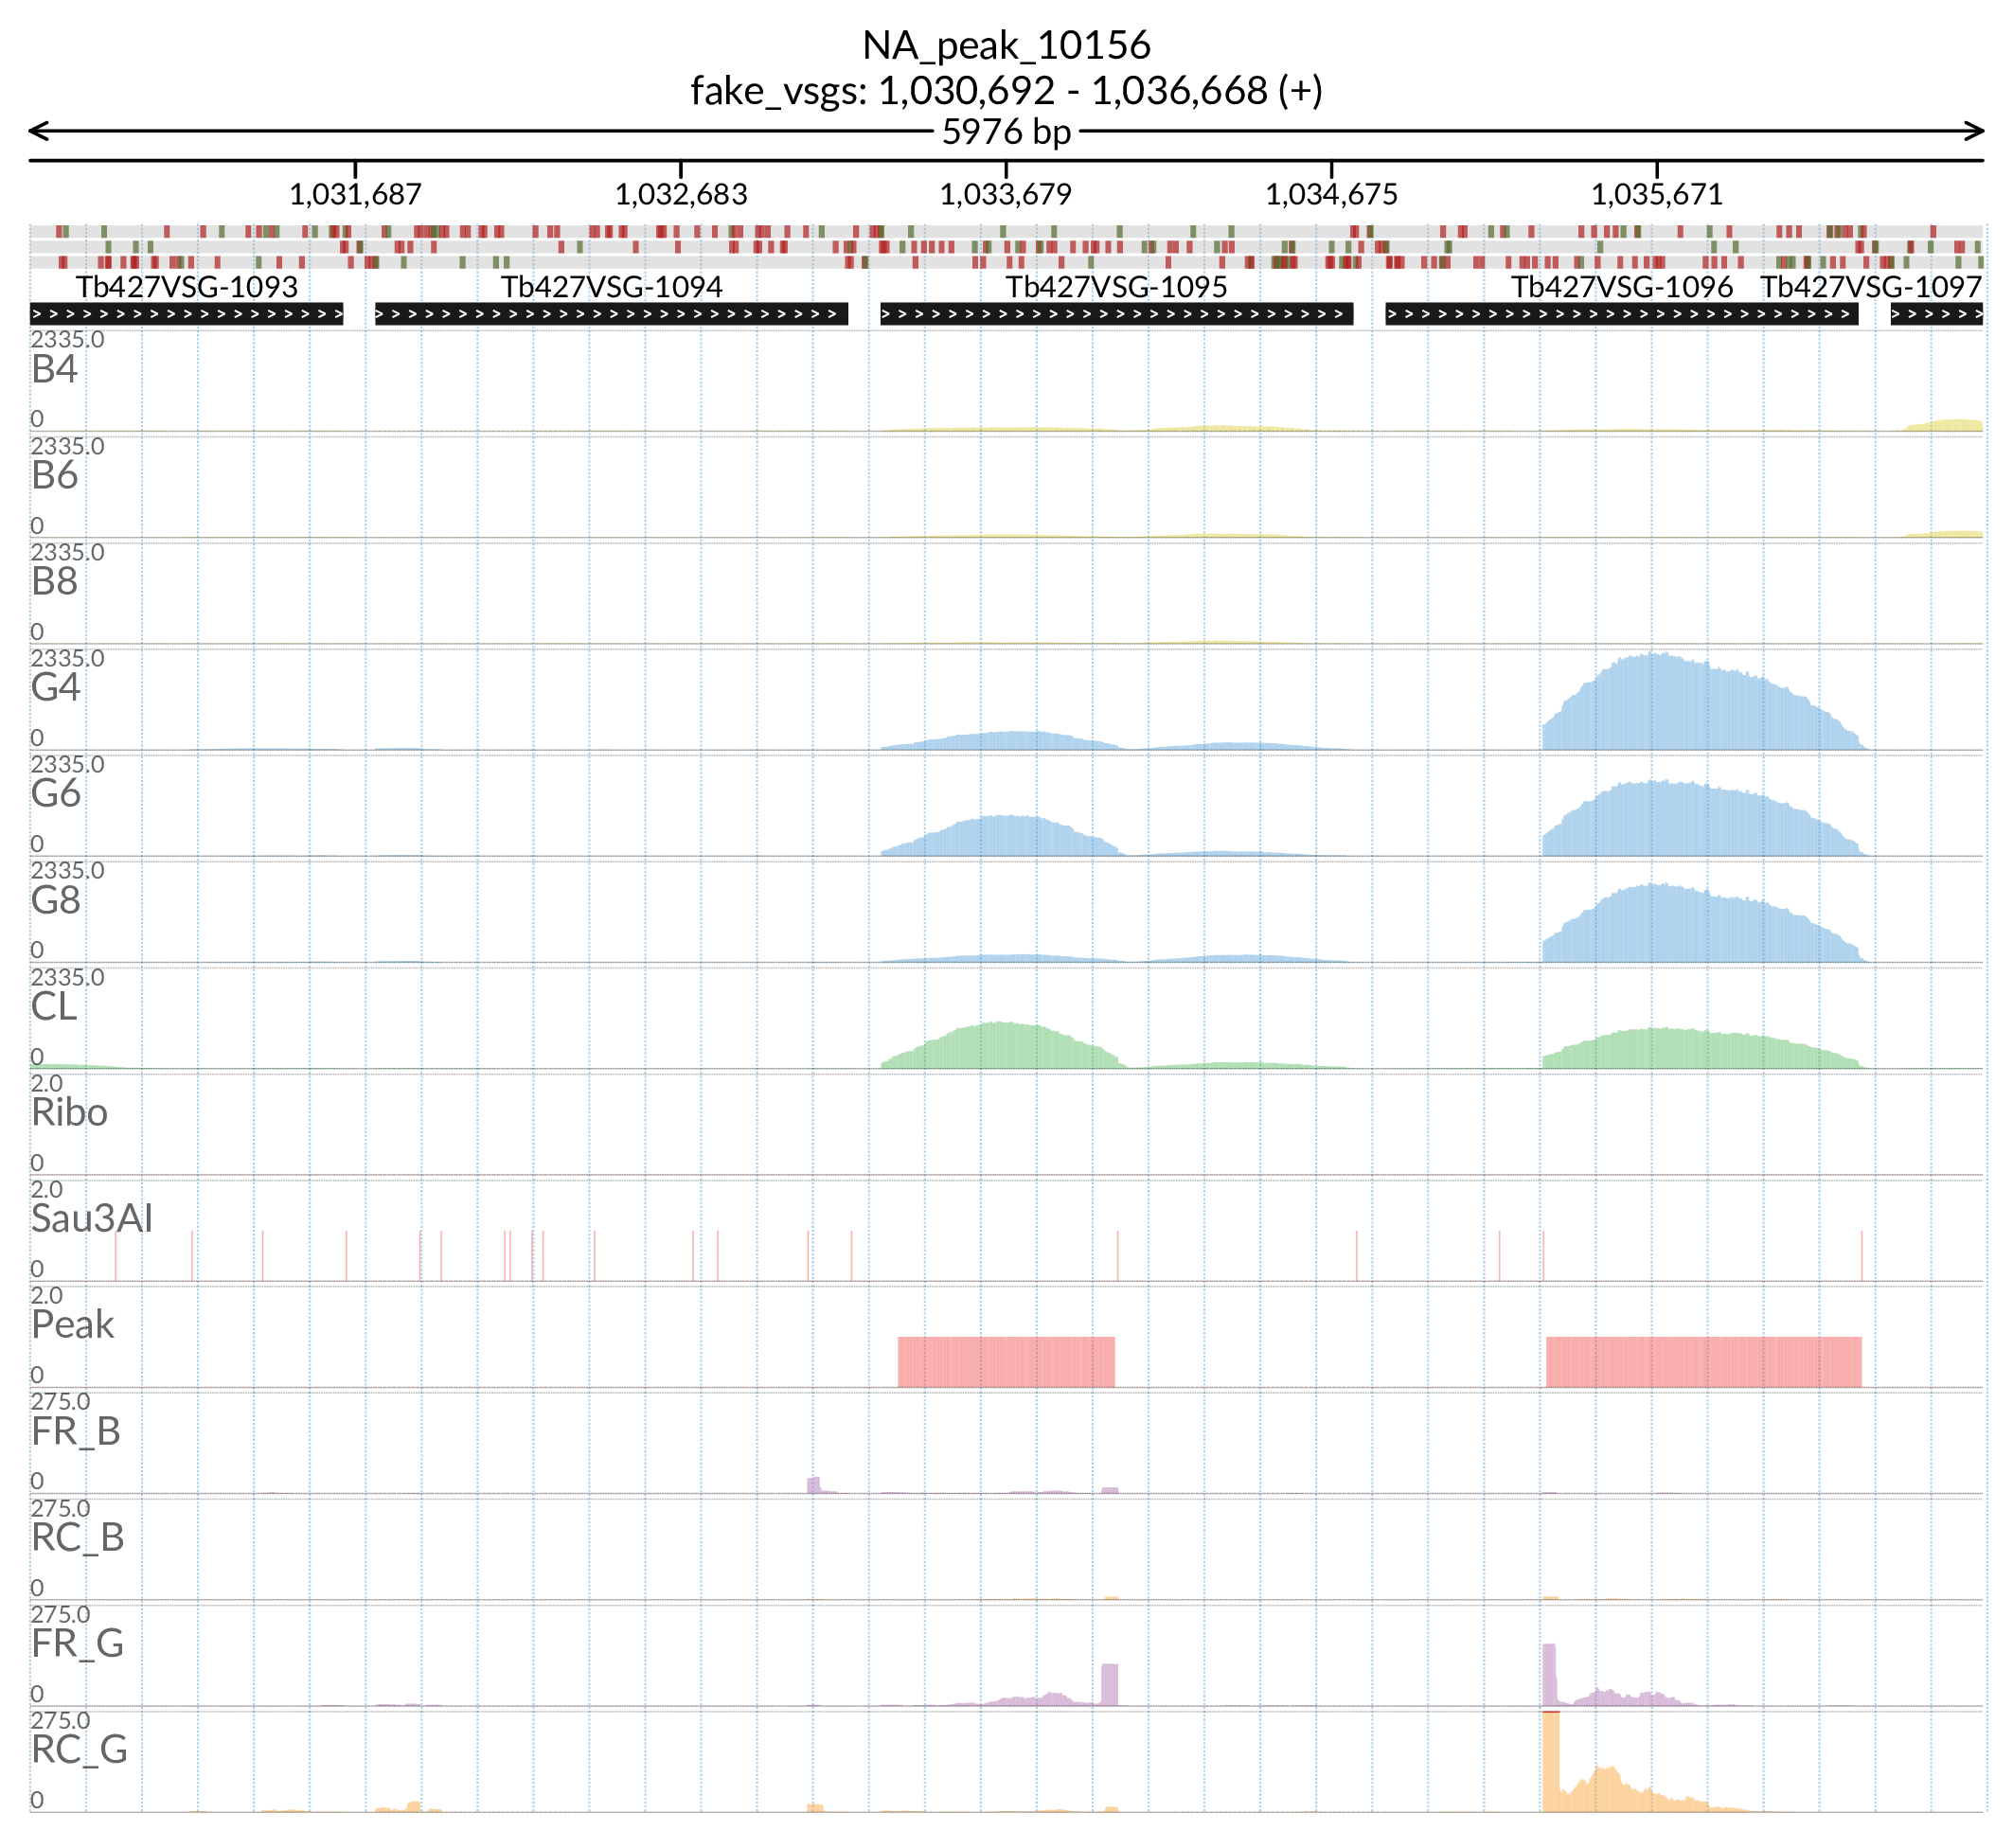 NA_peak_10156
fake_vsgs: 1,030,692 - 1,036,668 (+)
5976 bp
1,031,687 1,032,683 1,033,679 1,034,675 1,035,671
Tb427VSG-1093 Tb427VSG-1094 Tb427VSG-1095 Tb427VSG-1096 Tb427VSG-1097
2335.0
B4
0
2335.0
B6
0
2335.0
B8
0
2335.0
G4
0
2335.0
G6
0
2335.0
G8
0
2335.0
CL
0
2.0
Ribo
0
2.0
Sau3AI
0
2.0
Peak
0
275.0
FR_B
0
275.0
RC_B
0
275.0
FR_G
0
275.0
RC_G
0